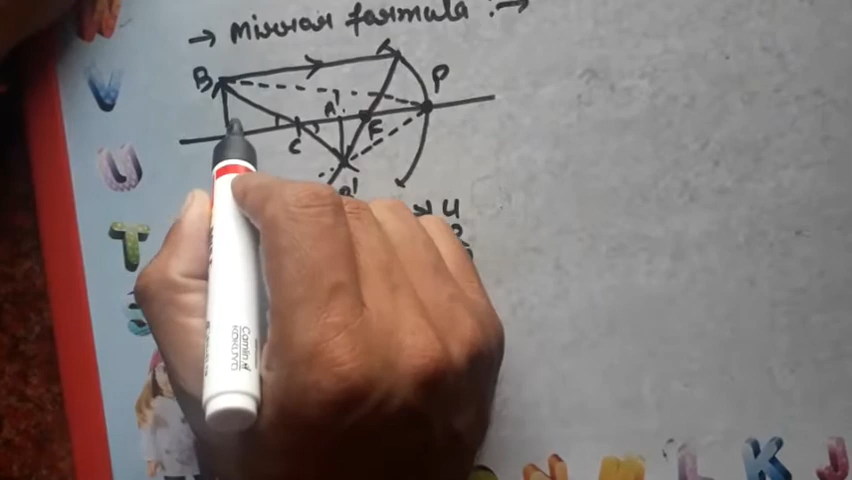 → Mirror formula :→
B
P
A'
F
C
B'
→ u
Camlin
KOKUYO
V
U
T
S
N
M
L
K
J